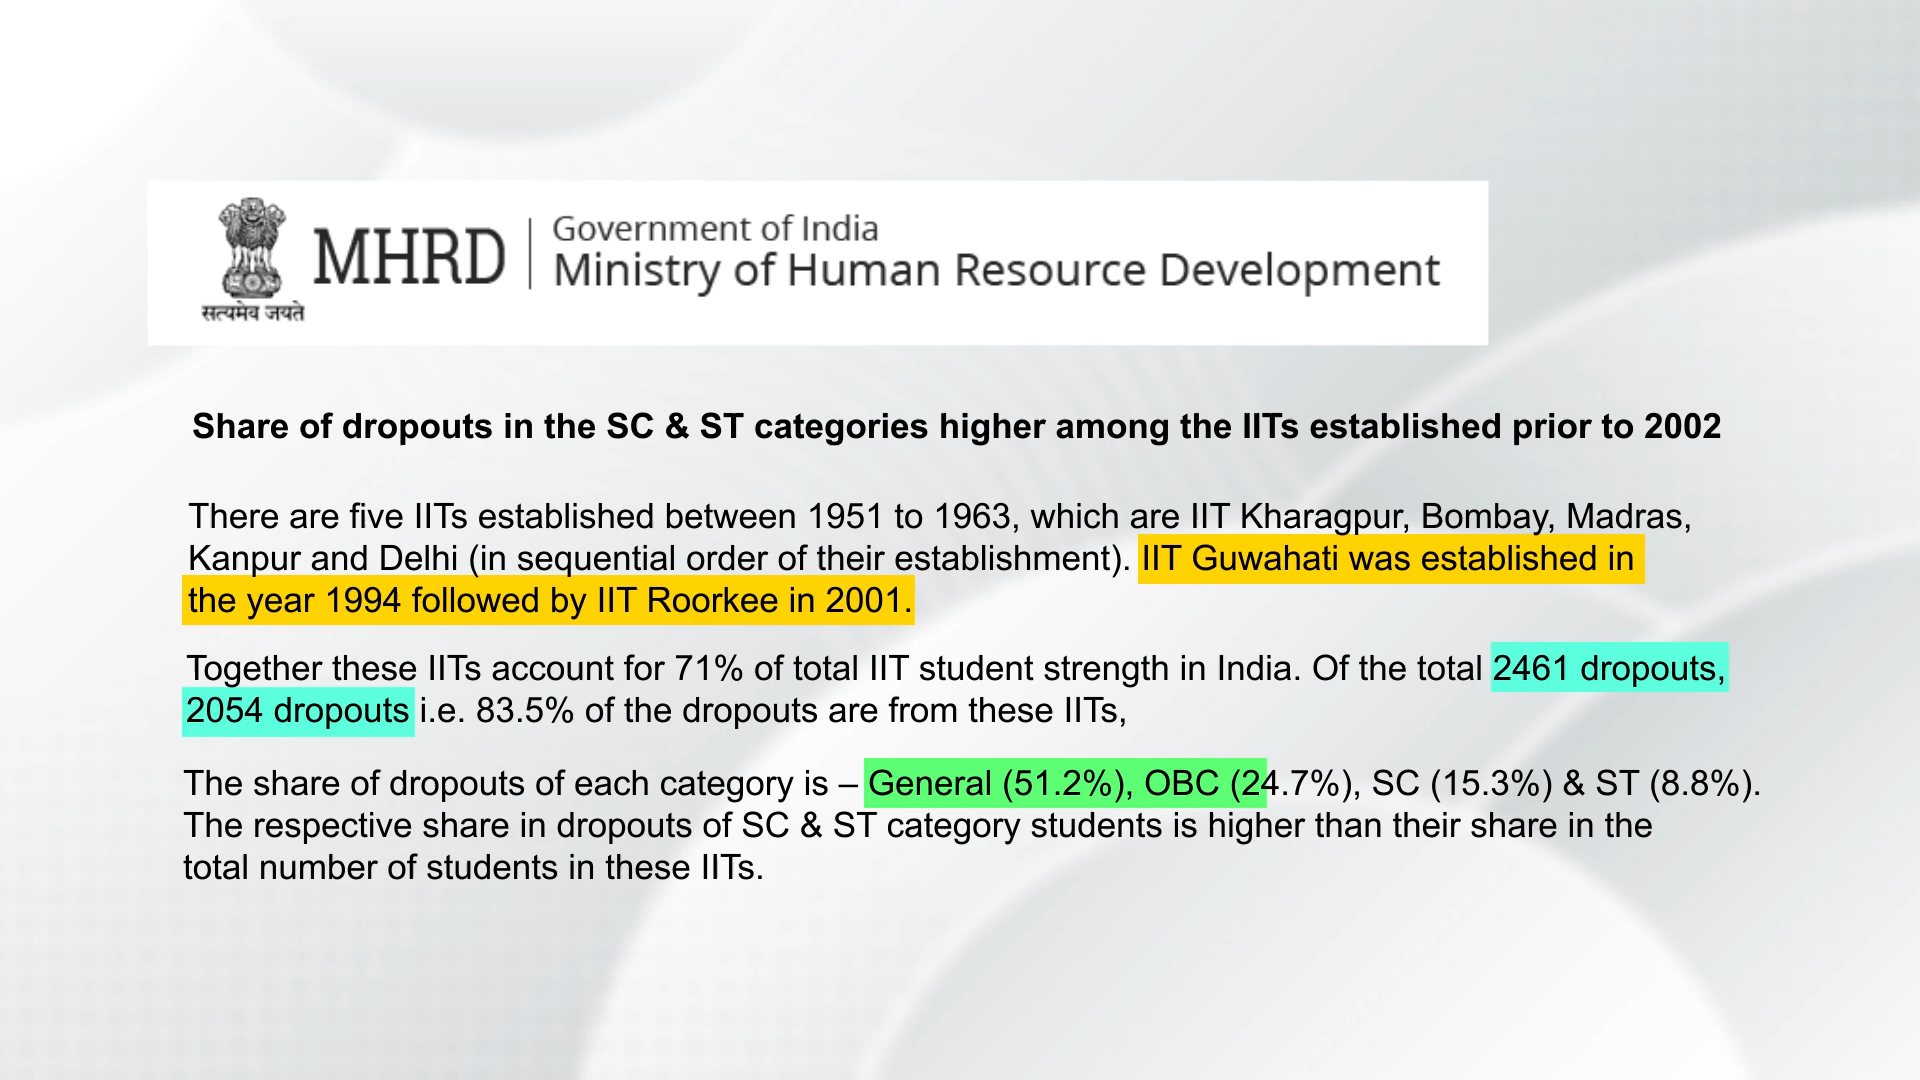 MHRD
Government of India
Ministry of Human Resource Development
सत्यमेव जयते
Share of dropouts in the SC & ST categories higher among the IITs established prior to 2002
There are five IITs established between 1951 to 1963, which are IIT Kharagpur, Bombay, Madras,
Kanpur and Delhi (in sequential order of their establishment). IIT Guwahati was established in
the year 1994 followed by IIT Roorkee in 2001.
Together these IITs account for 71% of total IIT student strength in India. Of the total 2461 dropouts,
2054 dropouts i.e. 83.5% of the dropouts are from these IITs,
The share of dropouts of each category is – General (51.2%), OBC (24.7%), SC (15.3%) & ST (8.8%).
The respective share in dropouts of SC & ST category students is higher than their share in the
total number of students in these IITs.